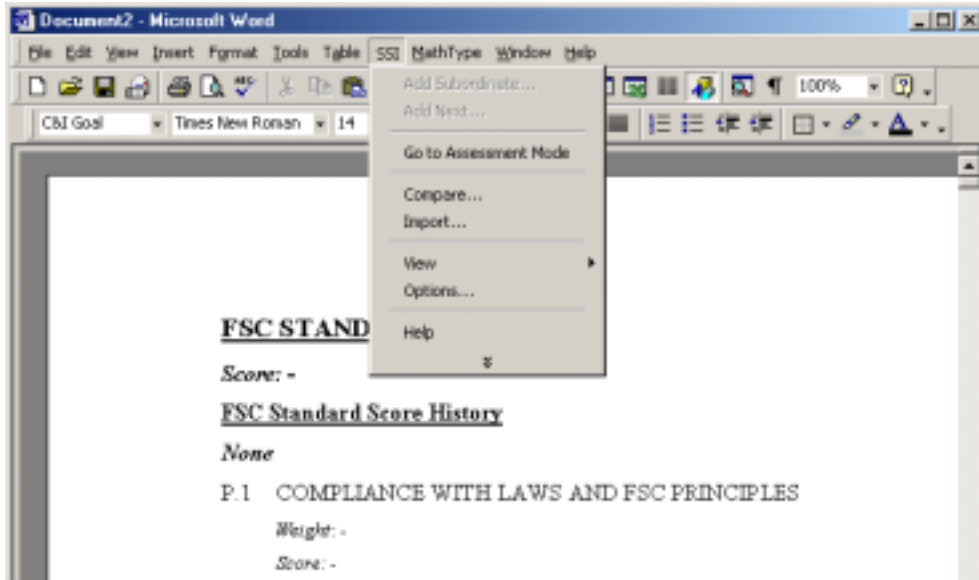 Document2 - Microsoft Word
File Edit View Insert Format Tools Table SSI MathType Window Help
100%
C&I Goal Times New Roman 14
Add Subordinate...
Add Next...
Go to Assessment Mode
Compare...
Import...
View
Options...
Help
FSC STAND
Score: -
FSC Standard Score History
None
P.1 COMPLIANCE WITH LAWS AND FSC PRINCIPLES
Weight: -
Score: -